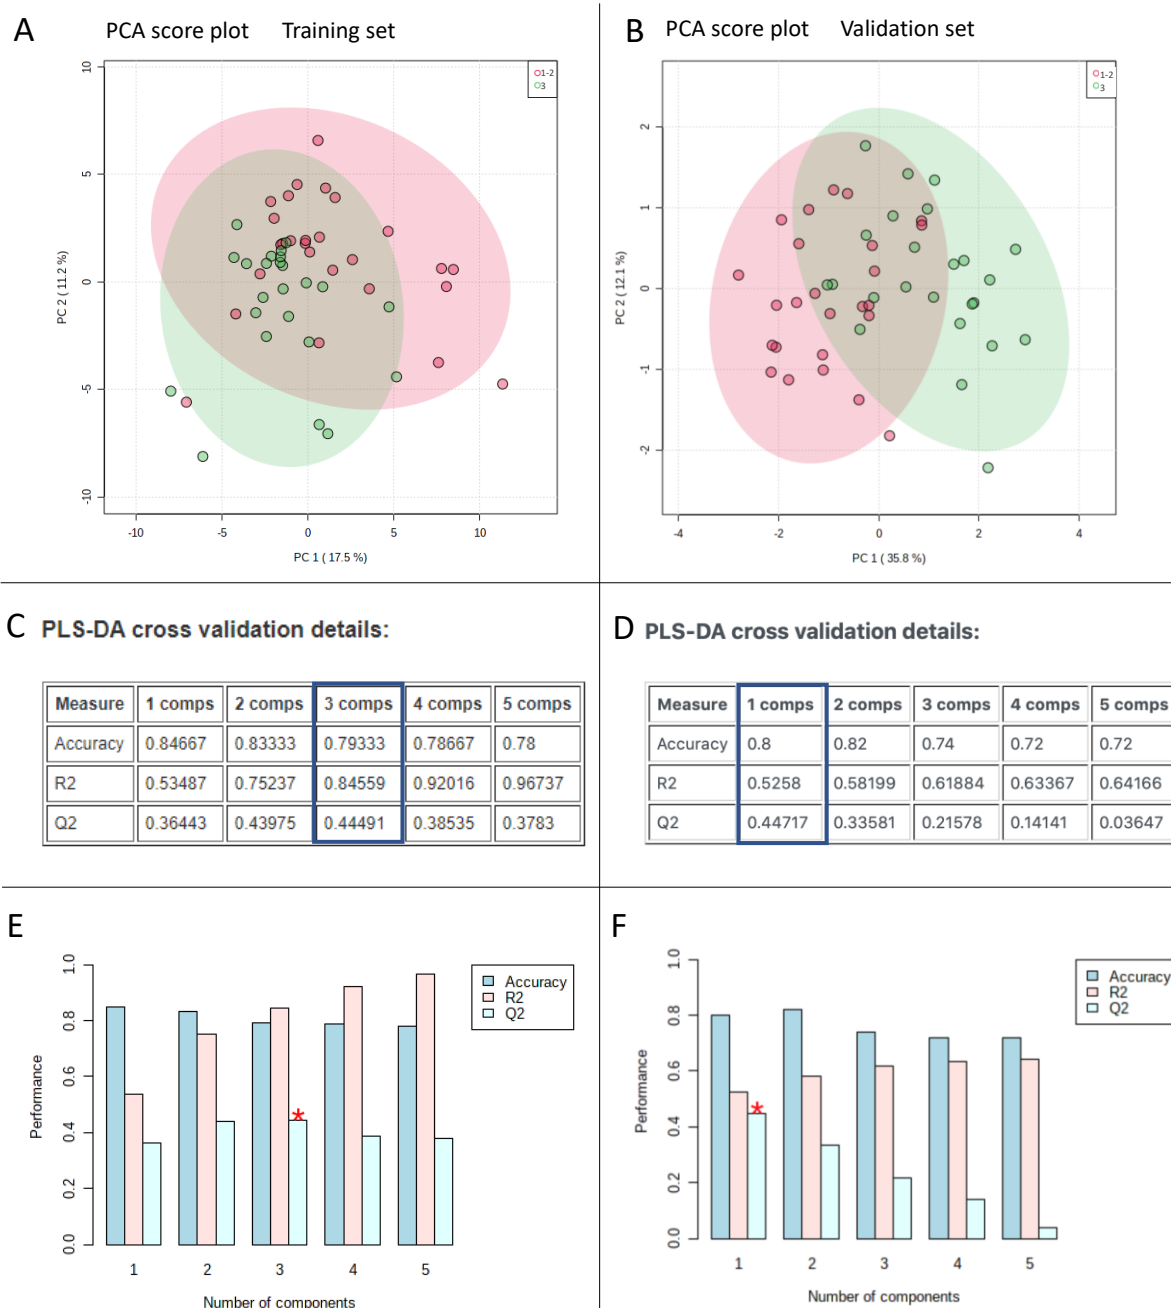 A
PCA score plot Training set
1-2
3
10
5
0
-5
-10
PC 2 ( 11.2 %)
-10 -5 0 5 10
PC 1 ( 17.5 %)
B
PCA score plot Validation set
1-2
3
2
1
0
-1
-2
PC 2 ( 12.1 %)
-4 -2 0 2 4
PC 1 ( 35.8 %)
C
PLS-DA cross validation details:
Measure 1 comps 2 comps 3 comps 4 comps 5 comps
Accuracy 0.84667 0.83333 0.79333 0.78667 0.78
R2 0.53487 0.75237 0.84559 0.92016 0.96737
Q2 0.36443 0.43975 0.44491 0.38535 0.3783
D
PLS-DA cross validation details:
Measure 1 comps 2 comps 3 comps 4 comps 5 comps
Accuracy 0.8 0.82 0.74 0.72 0.72
R2 0.5258 0.58199 0.61884 0.63367 0.64166
Q2 0.44717 0.33581 0.21578 0.14141 0.03647
E
Accuracy
R2
Q2
1.0
0.8
0.6
0.4
0.2
0.0
Performance
*
1 2 3 4 5
Number of components
F
Accuracy
R2
Q2
1.0
0.8
0.6
0.4
0.2
0.0
Performance
*
1 2 3 4 5
Number of components